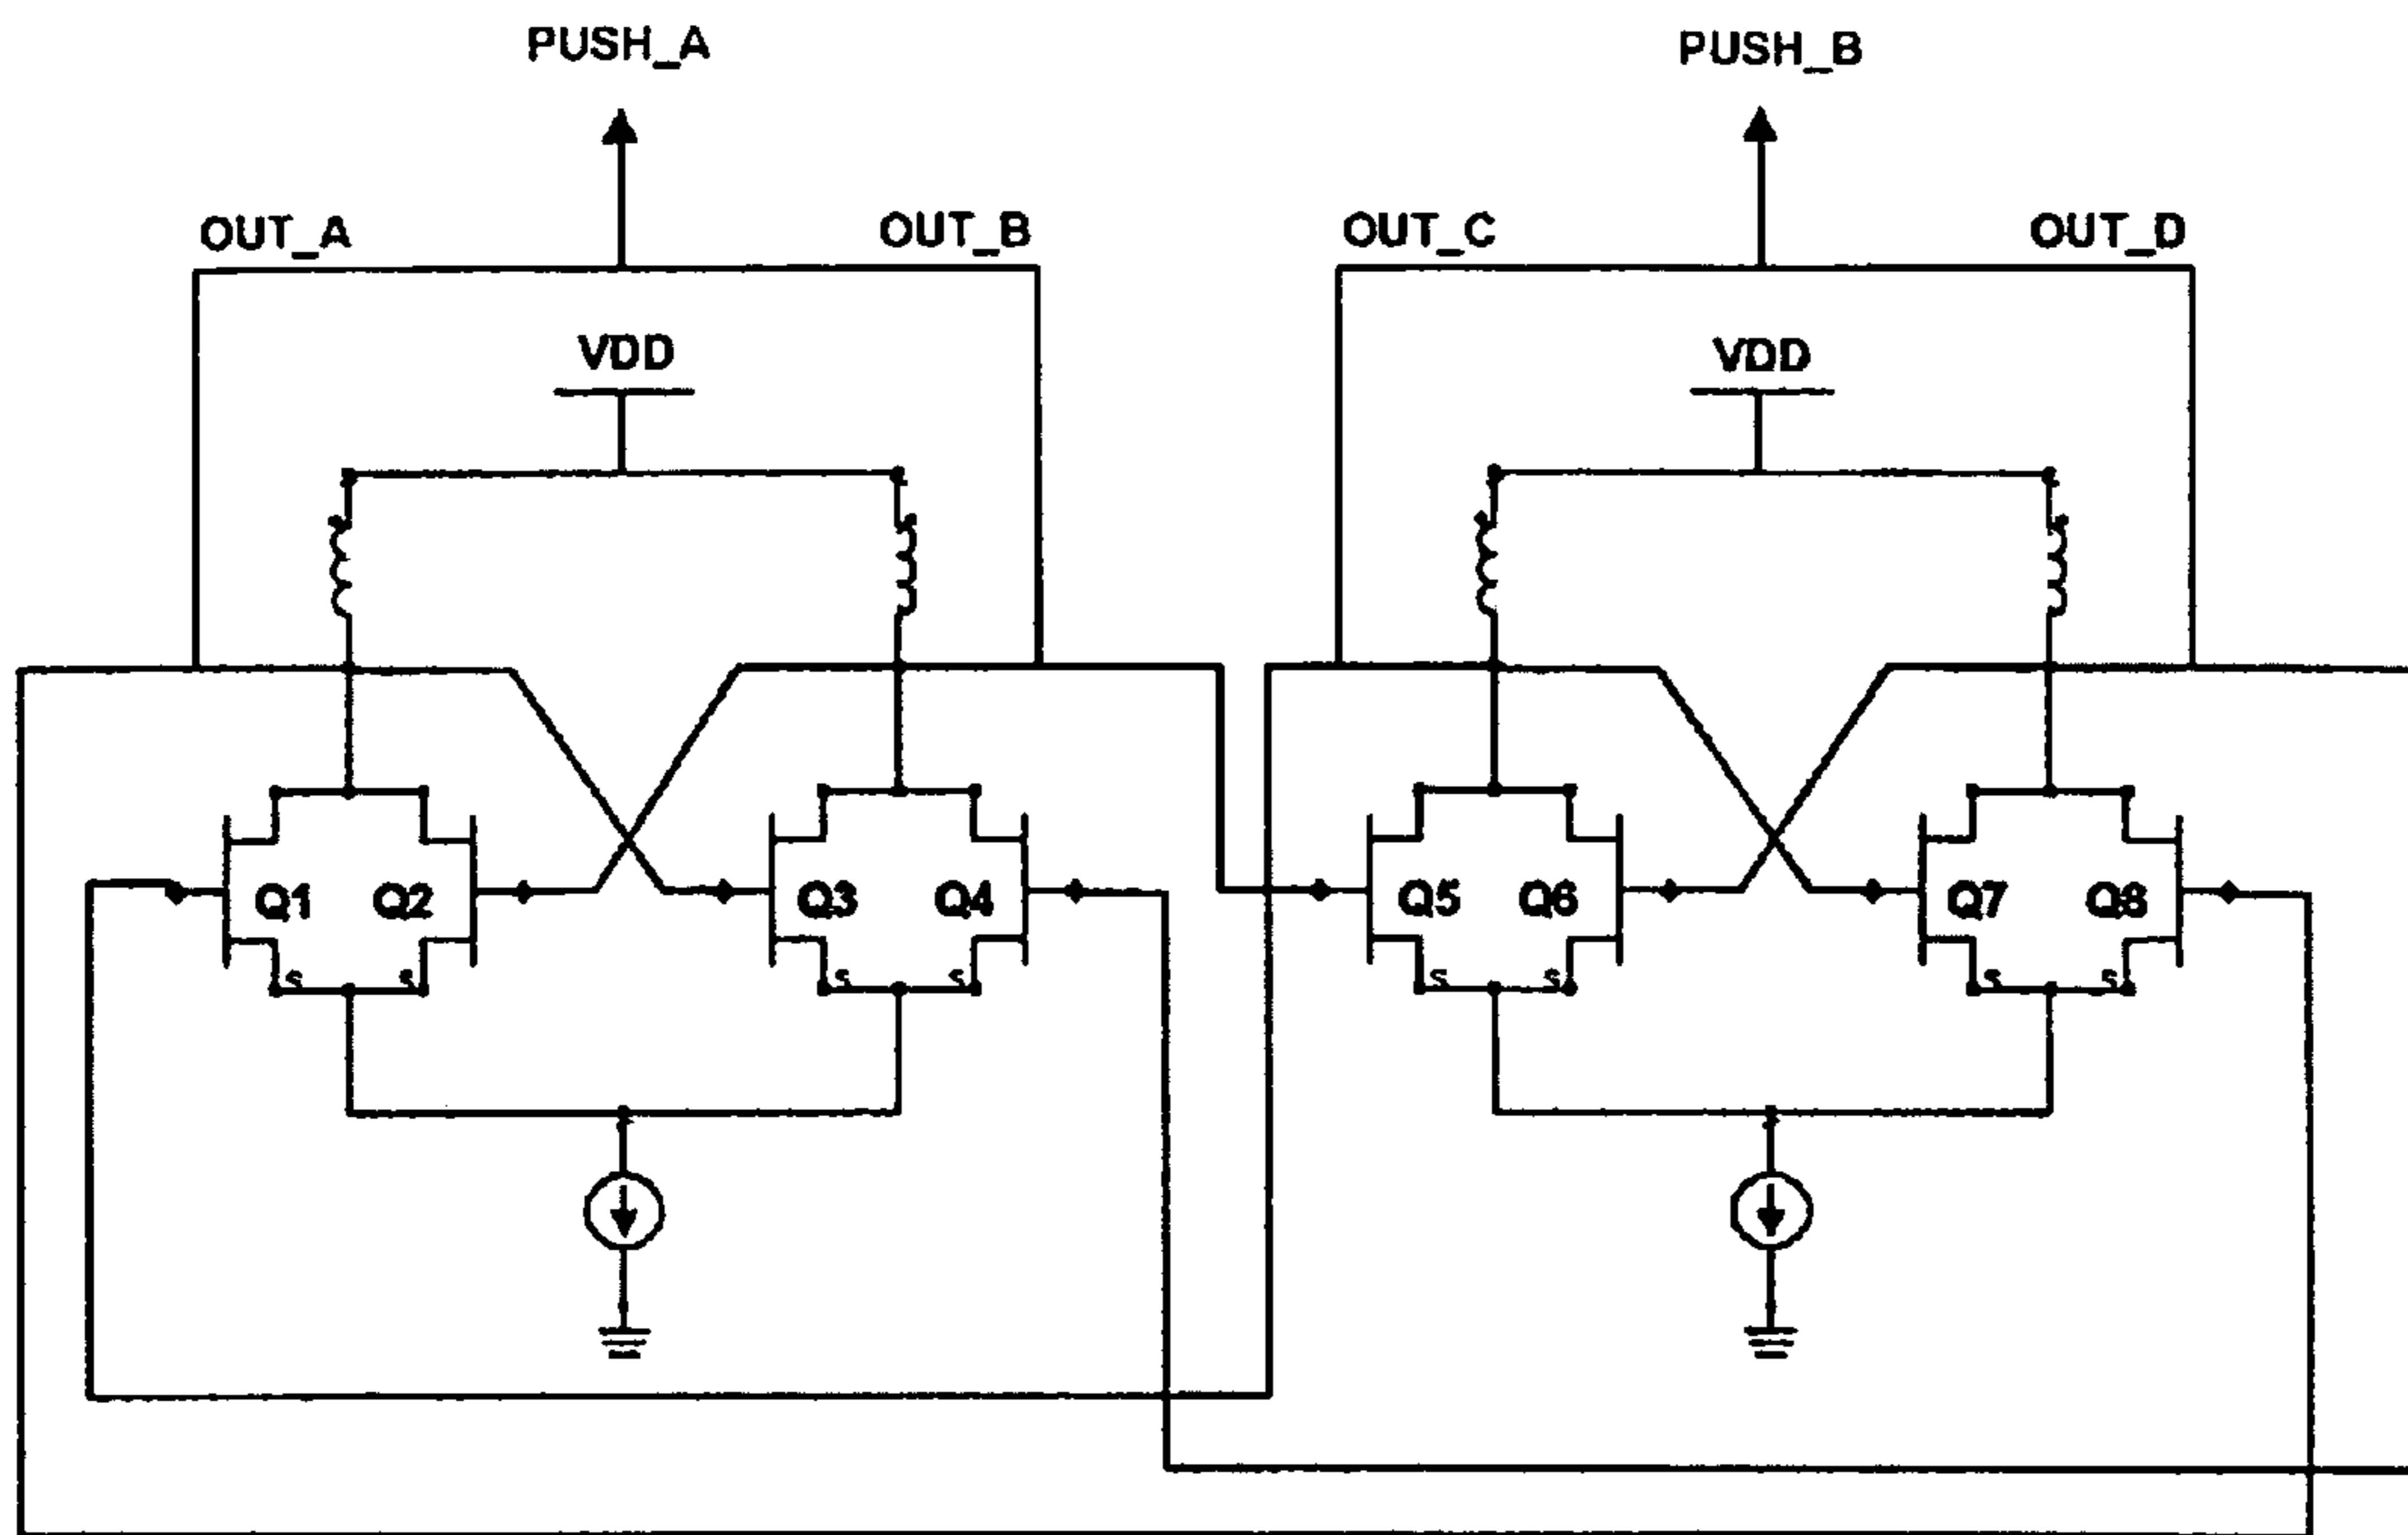 PUSH_A PUSH_B
OUT_A OUT_B OUT_C OUT_D
VDD VDD
Q1 Q2 Q3 Q4 Q5 Q6 Q7 Q8
S S S S S S S S